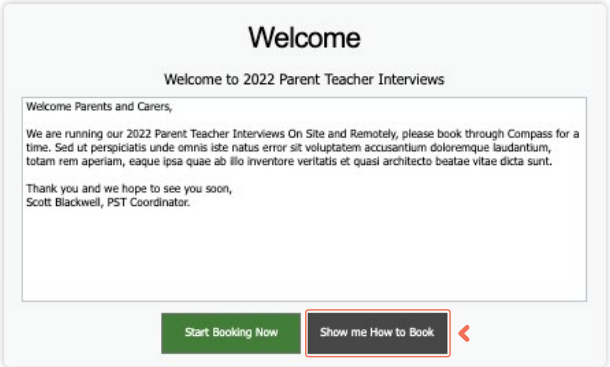 Welcome
Welcome to 2022 Parent Teacher Interviews
Welcome Parents and Carers,
We are running our 2022 Parent Teacher Interviews On Site and Remotely, please book through Compass for a
time. Sed ut perspiciatis unde omnis iste natus error sit voluptatem accusantium doloremque laudantium,
totam rem aperiam, eaque ipsa quae ab illo inventore veritatis et quasi architecto beatae vitae dicta sunt.
Thank you and we hope to see you soon,
Scott Blackwell, PST Coordinator.
Start Booking Now
Show me How to Book